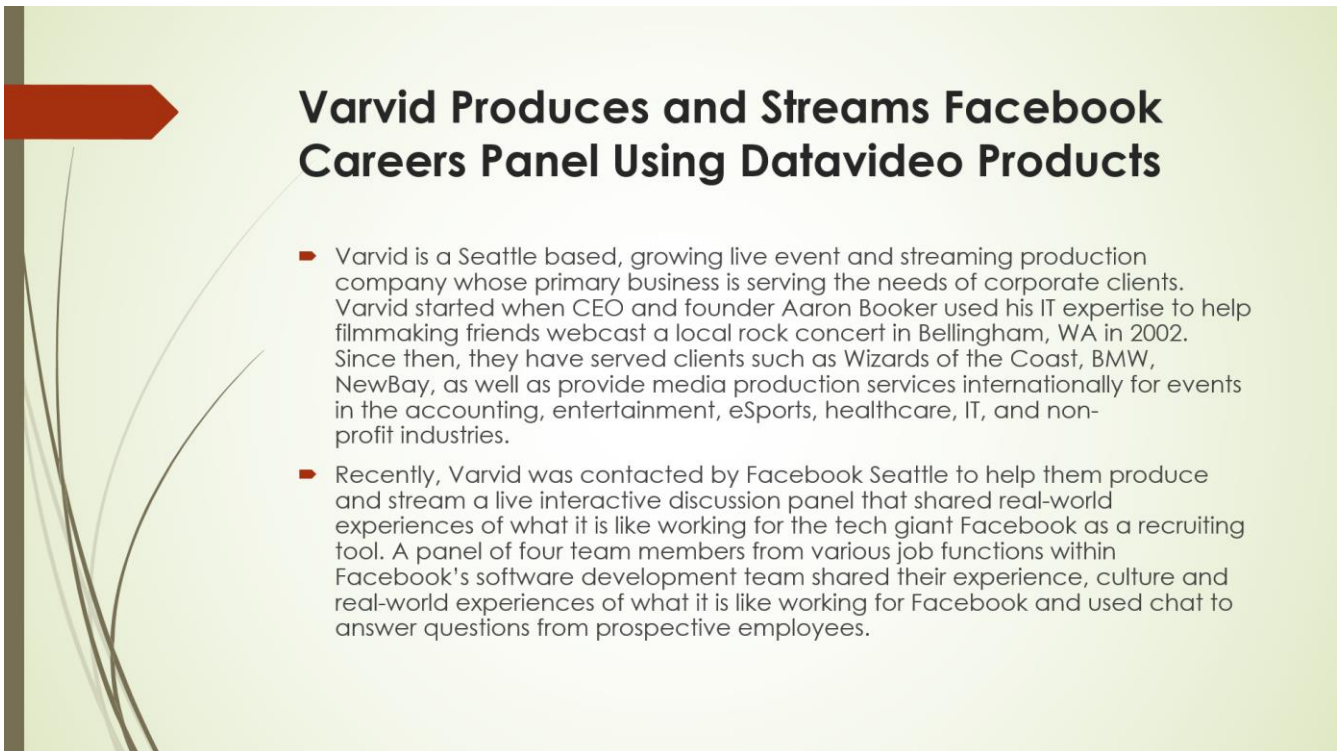 Varvid Produces and Streams Facebook
Careers Panel Using Datavideo Products
Varvid is a Seattle based, growing live event and streaming production
company whose primary business is serving the needs of corporate clients.
Varvid started when CEO and founder Aaron Booker used his IT expertise to help
filmmaking friends webcast a local rock concert in Bellingham, WA in 2002.
Since then, they have served clients such as Wizards of the Coast, BMW,
NewBay, as well as provide media production services internationally for events
in the accounting, entertainment, eSports, healthcare, IT, and non-
profit industries.
Recently, Varvid was contacted by Facebook Seattle to help them produce
and stream a live interactive discussion panel that shared real-world
experiences of what it is like working for the tech giant Facebook as a recruiting
tool. A panel of four team members from various job functions within
Facebook’s software development team shared their experience, culture and
real-world experiences of what it is like working for Facebook and used chat to
answer questions from prospective employees.